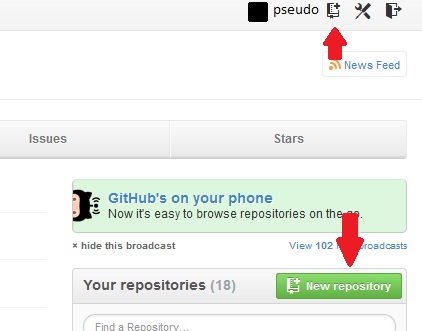 pseudo
News Feed
Issues
Stars
GitHub's on your phone
Now it's easy to browse repositories on the go.
× hide this broadcast
View 102 broadcasts
Your repositories (18)
New repository
Find a Repository…